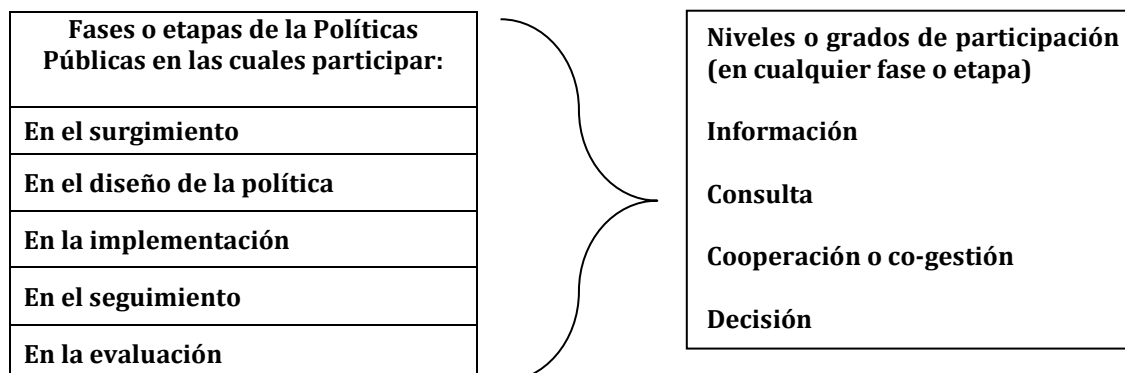 Fases o etapas de la Políticas
Públicas en las cuales participar:
En el surgimiento
En el diseño de la política
En la implementación
En el seguimiento
En la evaluación
Niveles o grados de participación
(en cualquier fase o etapa)
Información
Consulta
Cooperación o co-gestión
Decisión